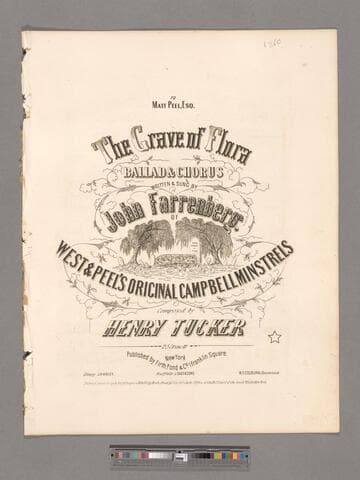 TO
MATT PEEL, ESQ.
The Grave of Flora
BALLAD & CHORUS
WRITTEN & SUNG BY
John Farrenberg.
OF
WEST & PEEL'S ORIGINAL CAMPBELL MINSTRELS
Composed by
HENRY TUCKER
New York
Published by Firth, Pond & Co. 1 Franklin Square